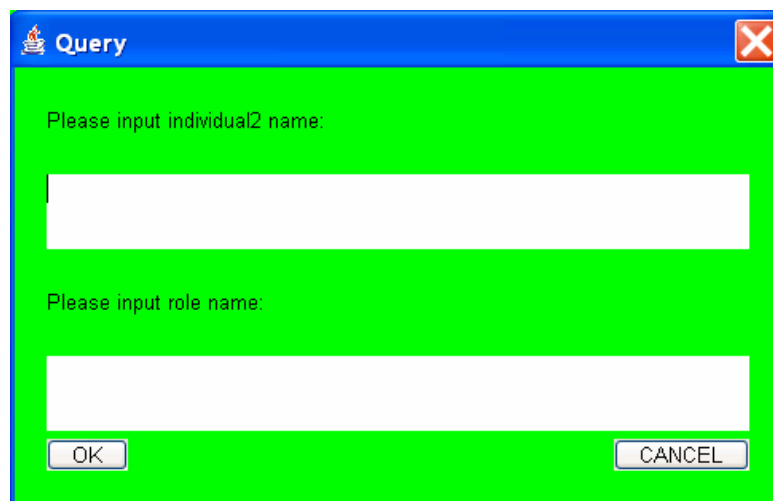 Query
Please input individual2 name:
Please input role name:
OK
CANCEL